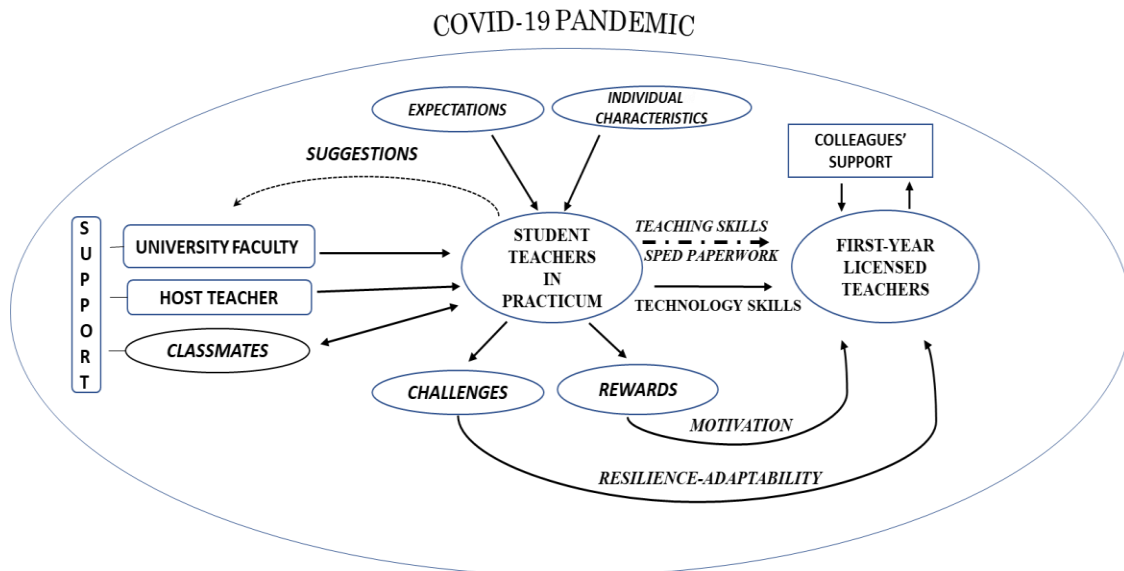 COVID-19 PANDEMIC
EXPECTATIONS
INDIVIDUAL
CHARACTERISTICS
SUGGESTIONS
COLLEAGUES'
SUPPORT
SUPPORT
UNIVERSITY FACULTY
HOST TEACHER
CLASSMATES
STUDENT
TEACHERS
IN
PRACTICUM
TEACHING SKILLS
SPED PAPERWORK
TECHNOLOGY SKILLS
FIRST-YEAR
LICENSED
TEACHERS
CHALLENGES
REWARDS
MOTIVATION
RESILIENCE-ADAPTABILITY